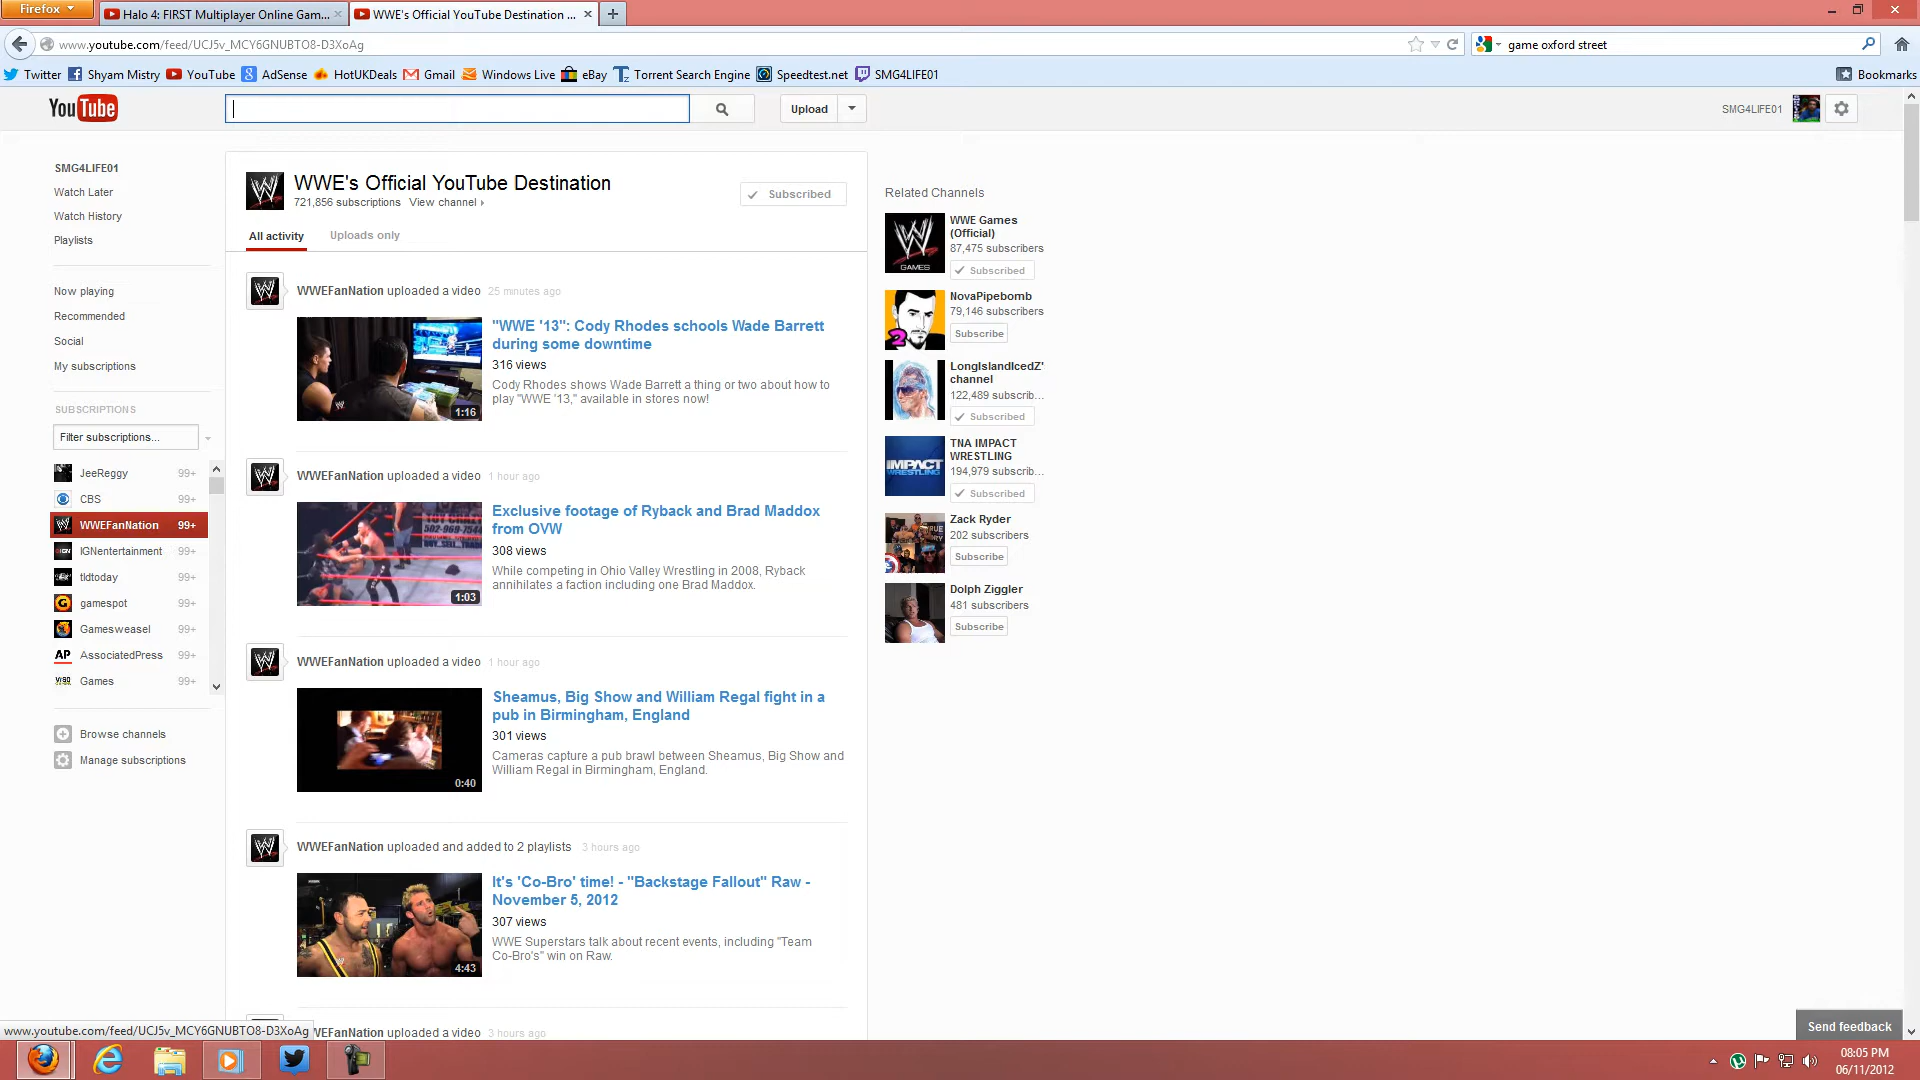 Firefox
Halo 4: FIRST Multiplayer Online Gam...
WWE's Official YouTube Destination ...
www.youtube.com/feed/UCJ5v_MCY6GNUBTO8-D3XoAg
game oxford street
Twitter
Shyam Mistry
YouTube
AdSense
HotUKDeals
Gmail
Windows Live
eBay
Torrent Search Engine
Speedtest.net
SMG4LIFE01
Bookmarks
YouTube
Upload
SMG4LIFE01
SMG4LIFE01
Watch Later
Watch History
Playlists
Now playing
Recommended
Social
My subscriptions
SUBSCRIPTIONS
Filter subscriptions...
JeeReggy 99+
CBS 99+
WWEFanNation 99+
IGNentertainment 99+
tldtoday 99+
gamespot 99+
Gamesweasel 99+
AP AssociatedPress 99+
Games 99+
Browse channels
Manage subscriptions
WWE's Official YouTube Destination
721,856 subscriptions View channel
Subscribed
All activity
Uploads only
WWEFanNation uploaded a video 25 minutes ago
"WWE '13": Cody Rhodes schools Wade Barrett
during some downtime
316 views
Cody Rhodes shows Wade Barrett a thing or two about how to
play "WWE '13," available in stores now!
1:16
WWEFanNation uploaded a video 1 hour ago
Exclusive footage of Ryback and Brad Maddox
from OVW
308 views
While competing in Ohio Valley Wrestling in 2008, Ryback
annihilates a faction including one Brad Maddox.
1:03
WWEFanNation uploaded a video 1 hour ago
Sheamus, Big Show and William Regal fight in a
pub in Birmingham, England
301 views
Cameras capture a pub brawl between Sheamus, Big Show and
William Regal in Birmingham, England.
0:40
WWEFanNation uploaded and added to 2 playlists 3 hours ago
It's 'Co-Bro' time! - "Backstage Fallout" Raw -
November 5, 2012
307 views
WWE Superstars talk about recent events, including "Team
Co-Bro's" win on Raw.
4:43
WEFanNation uploaded a video 3 hours ago
Related Channels
GAMES
WWE Games
(Official)
87,475 subscribers
Subscribed
2
NovaPipebomb
79,146 subscribers
Subscribe
LongIslandIcedZ'
channel
122,489 subscrib...
Subscribed
IMPACT
WRESTLING
TNA IMPACT
WRESTLING
194,979 subscrib...
Subscribed
Zack Ryder
202 subscribers
Subscribe
Dolph Ziggler
481 subscribers
Subscribe
Send feedback
www.youtube.com/feed/UCJ5v_MCY6GNUBTO8-D3XoAg
08:05 PM
06/11/2012